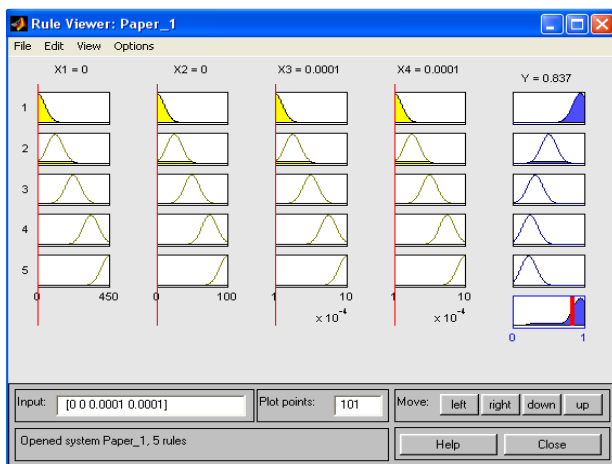 Rule Viewer: Paper_1
File Edit View Options
X1 = 0 X2 = 0 X3 = 0.0001 X4 = 0.0001 Y = 0.837
1
2
3
4
5
0 450 0 100 1 10 1 10
x 10^-4 x 10^-4
0 1
Input: [0 0 0.0001 0.0001] Plot points: 101 Move: left right down up
Opened system Paper_1, 5 rules Help Close